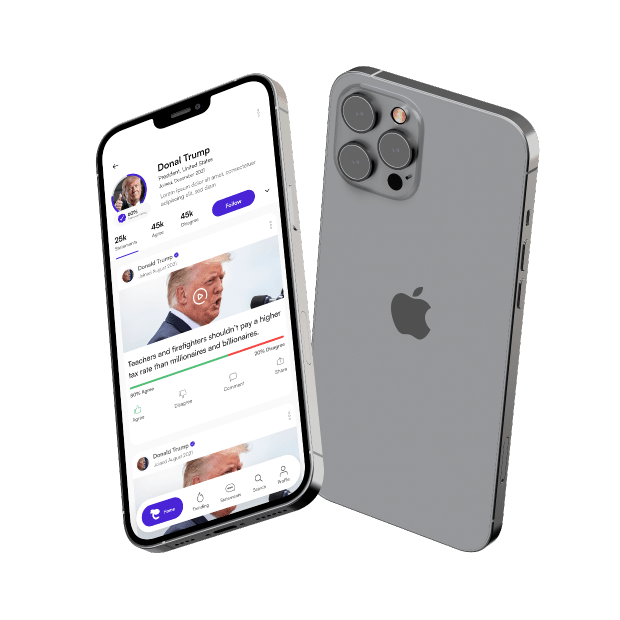 Donal Trump
President, United States
Joined, December 2021
Lorem ipsum dolor sit amet, consectetuer
adipiscing elit, sed diam
80%
Follow
25k
Statements
45k
Agree
45k
Disagree
Donald Trump
Joined August 2021
Teachers and firefighters shouldn't pay a higher
tax rate than millionaires and billionaires.
80% Agree
20% Disagree
Agree
Disagree
Comment
Share
Donald Trump
Joined August 2021
Home
Trending
Statements
Search
Profile